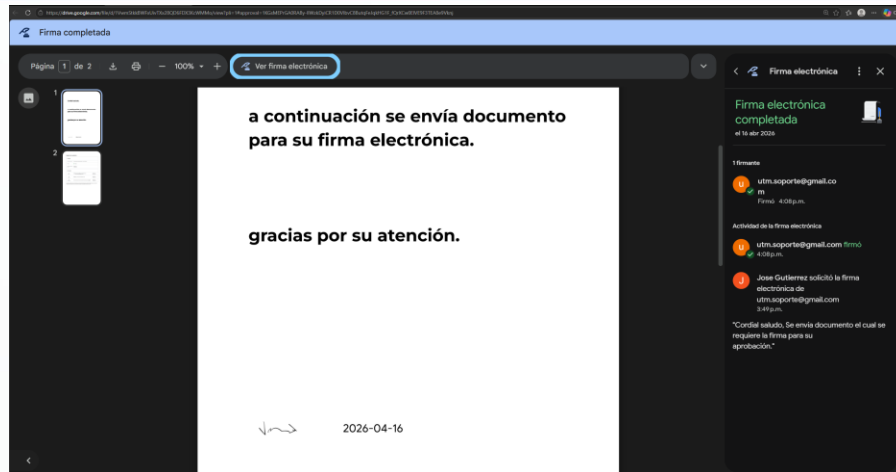 Firma completada
Página 1 de 2 100% Ver firma electrónica
1
2
a continuación se envía documento
para su firma electrónica.
gracias por su atención.
2026-04-16
Firma electrónica
Firma electrónica
completada
el 16 abr 2026
1 firmante
U
utm.soporte@gmail.co
m
Firmó 4:08 p.m.
Actividad de la firma electrónica
U
utm.soporte@gmail.com firmó
4:08 p.m.
J
Jose Gutierrez solicitó la firma
electrónica de
utm.soporte@gmail.com
3:49 p.m.
"Cordial saludo, Se envia documento el cual se
requiere la firma para su
aprobación."